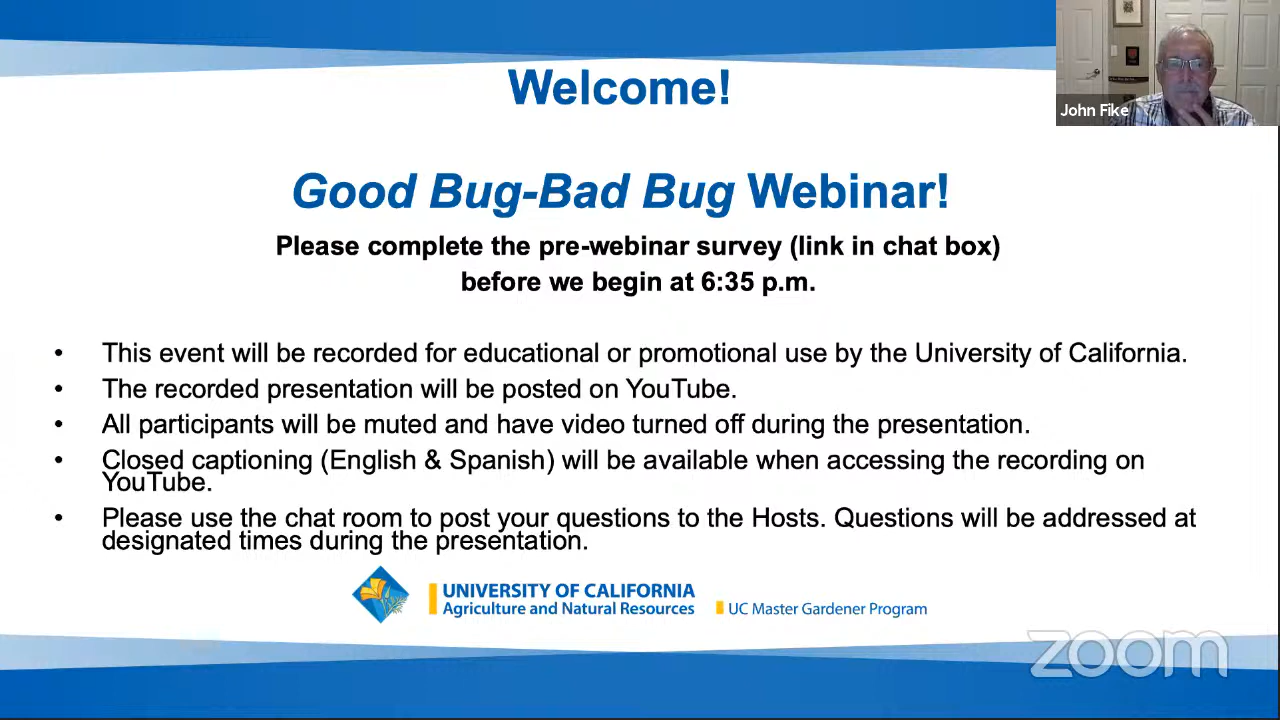 Welcome!
John Fike
Good Bug-Bad Bug Webinar!
Please complete the pre-webinar survey (link in chat box)
before we begin at 6:35 p.m.
• This event will be recorded for educational or promotional use by the University of California.
• The recorded presentation will be posted on YouTube.
• All participants will be muted and have video turned off during the presentation.
• Closed captioning (English & Spanish) will be available when accessing the recording on
YouTube.
• Please use the chat room to post your questions to the Hosts. Questions will be addressed at
designated times during the presentation.
UNIVERSITY OF CALIFORNIA
Agriculture and Natural Resources
UC Master Gardener Program
zoom